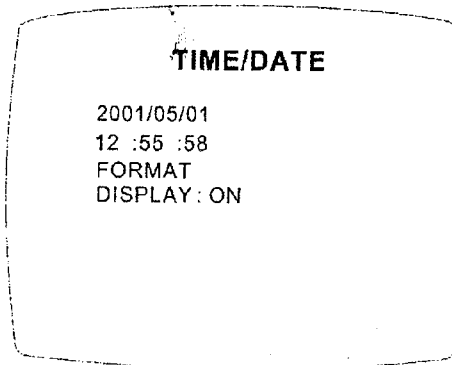 TIME/DATE
2001/05/01
12 :55 :58
FORMAT
DISPLAY : ON